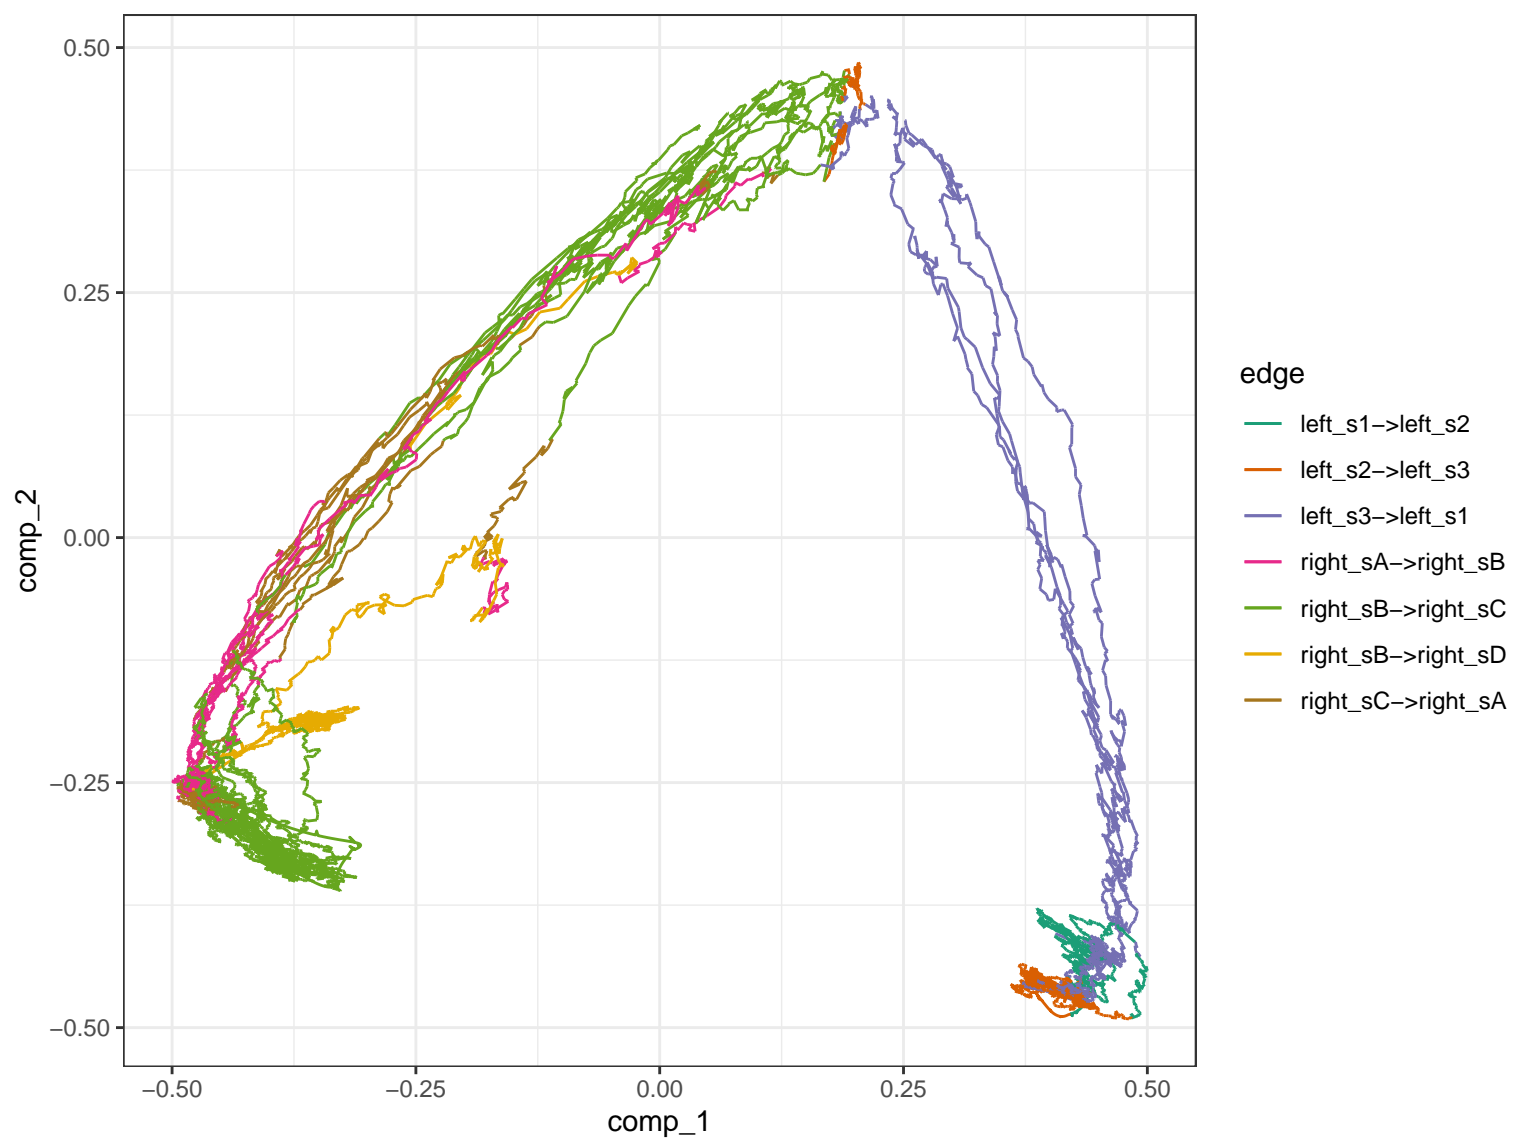 0.50
0.25
0.00
−0.25
−0.50
comp_2
−0.50
−0.25
0.00
0.25
0.50
comp_1
edge
left_s1−>left_s2
left_s2−>left_s3
left_s3−>left_s1
right_sA−>right_sB
right_sB−>right_sC
right_sB−>right_sD
right_sC−>right_sA